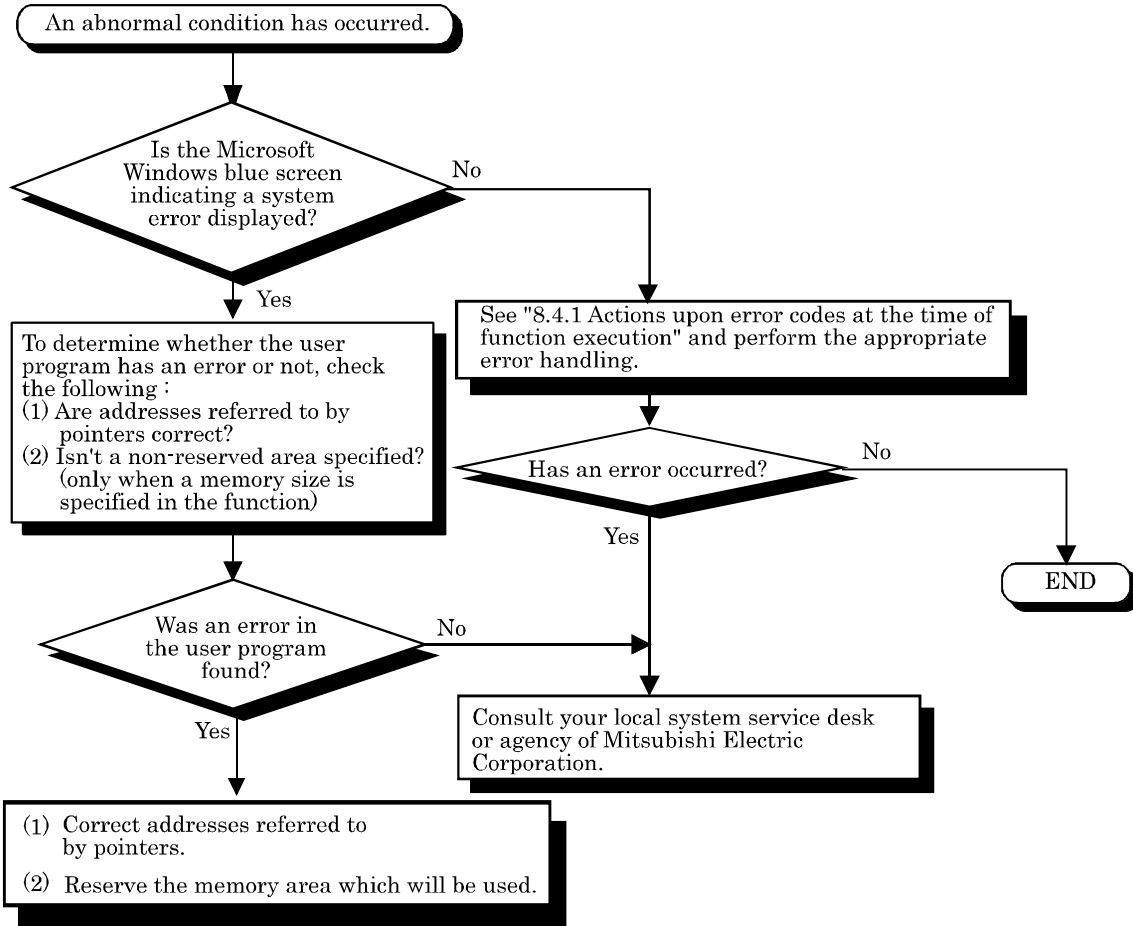 An abnormal condition has occurred.
Is the Microsoft
Windows blue screen
indicating a system
error displayed?
No
Yes
To determine whether the user
program has an error or not, check
the following :
(1) Are addresses referred to by
pointers correct?
(2) Isn't a non-reserved area specified?
(only when a memory size is
specified in the function)
See "8.4.1 Actions upon error codes at the time of
function execution" and perform the appropriate
error handling.
Has an error occurred?
No
Yes
END
Was an error in
the user program
found?
No
Yes
Consult your local system service desk
or agency of Mitsubishi Electric
Corporation.
(1) Correct addresses referred to
by pointers.
(2) Reserve the memory area which will be used.